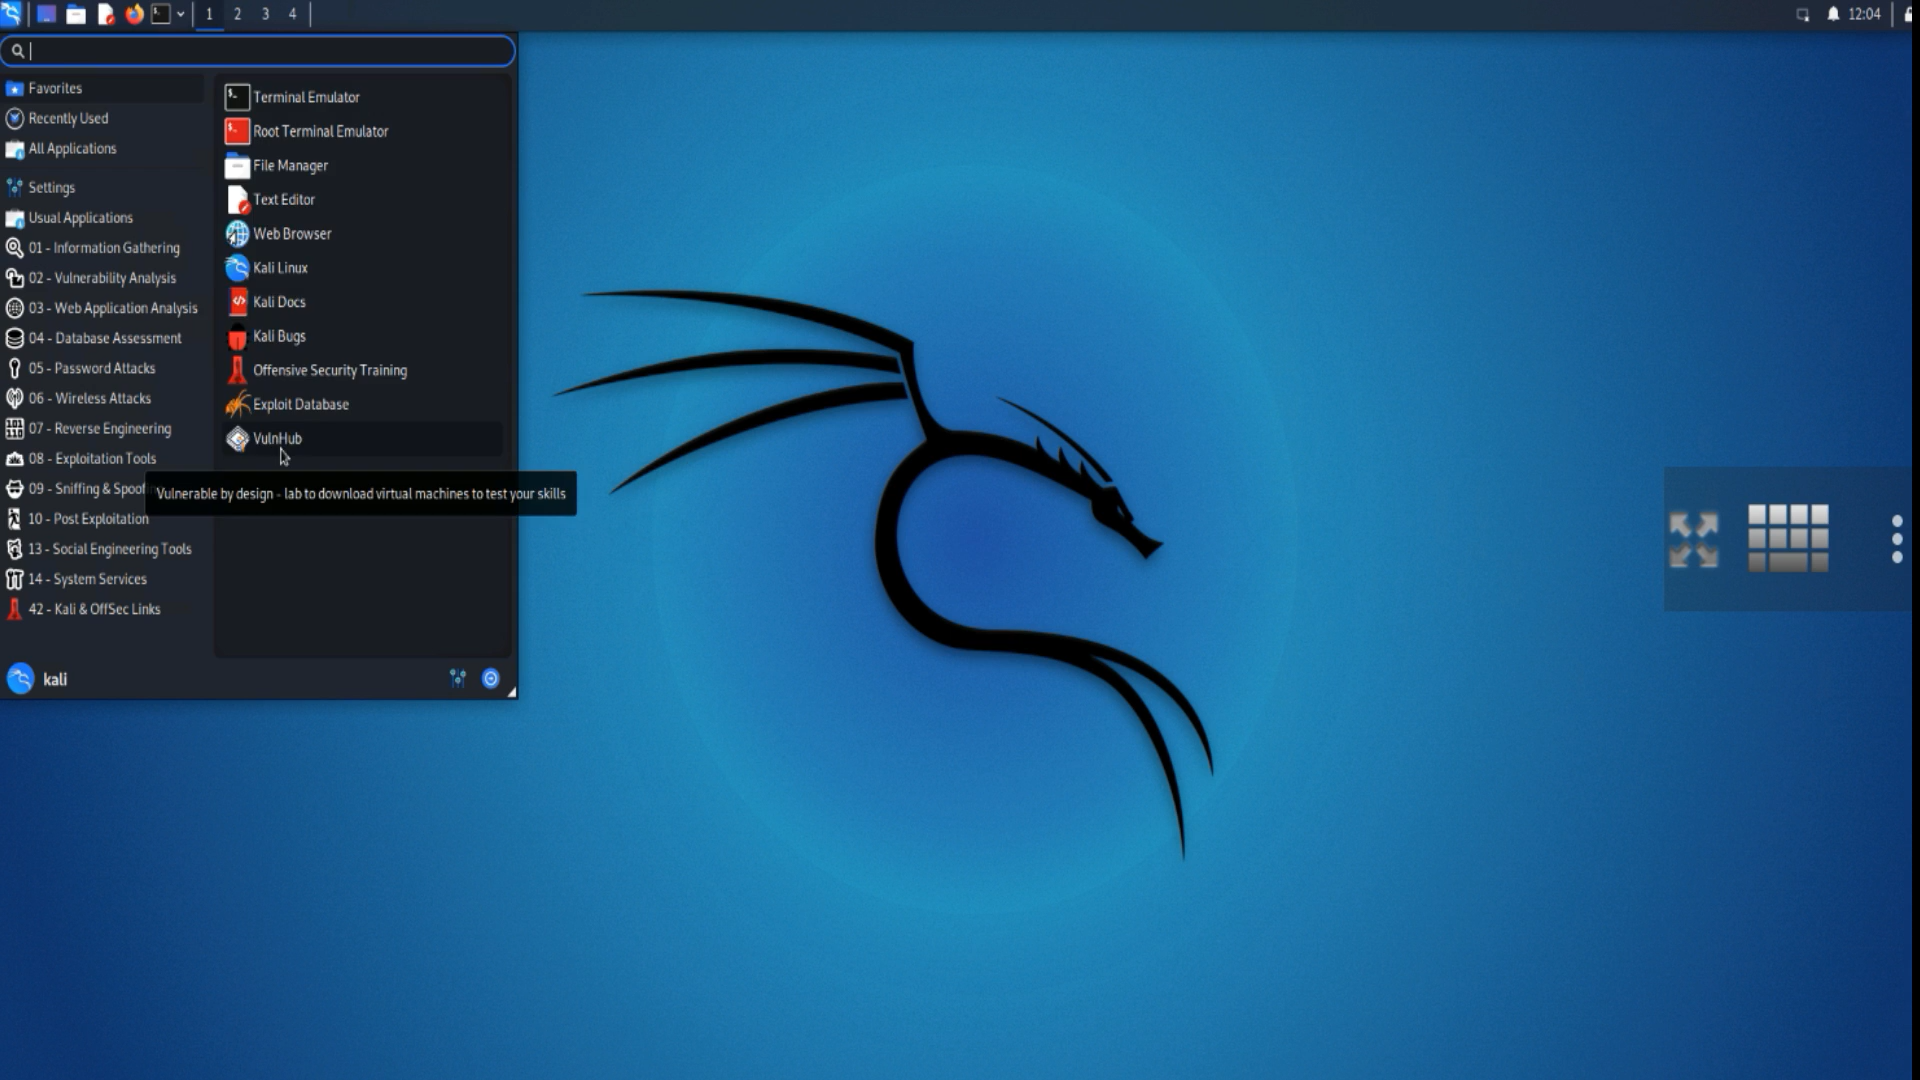 1 2 3 4
12:04
Favorites
Recently Used
All Applications
Settings
Usual Applications
01 - Information Gathering
02 - Vulnerability Analysis
03 - Web Application Analysis
04 - Database Assessment
05 - Password Attacks
06 - Wireless Attacks
07 - Reverse Engineering
08 - Exploitation Tools
09 - Sniffing &
10 - Post Exploitation
13 - Social Engineering Tools
14 - System Services
42 - Kali & OffSec Links
Terminal Emulator
Root Terminal Emulator
File Manager
Text Editor
Web Browser
Kali Linux
Kali Docs
Kali Bugs
Offensive Security Training
Exploit Database
VulnHub
Vulnerable by design - lab to download virtual machines to test your skills
kali